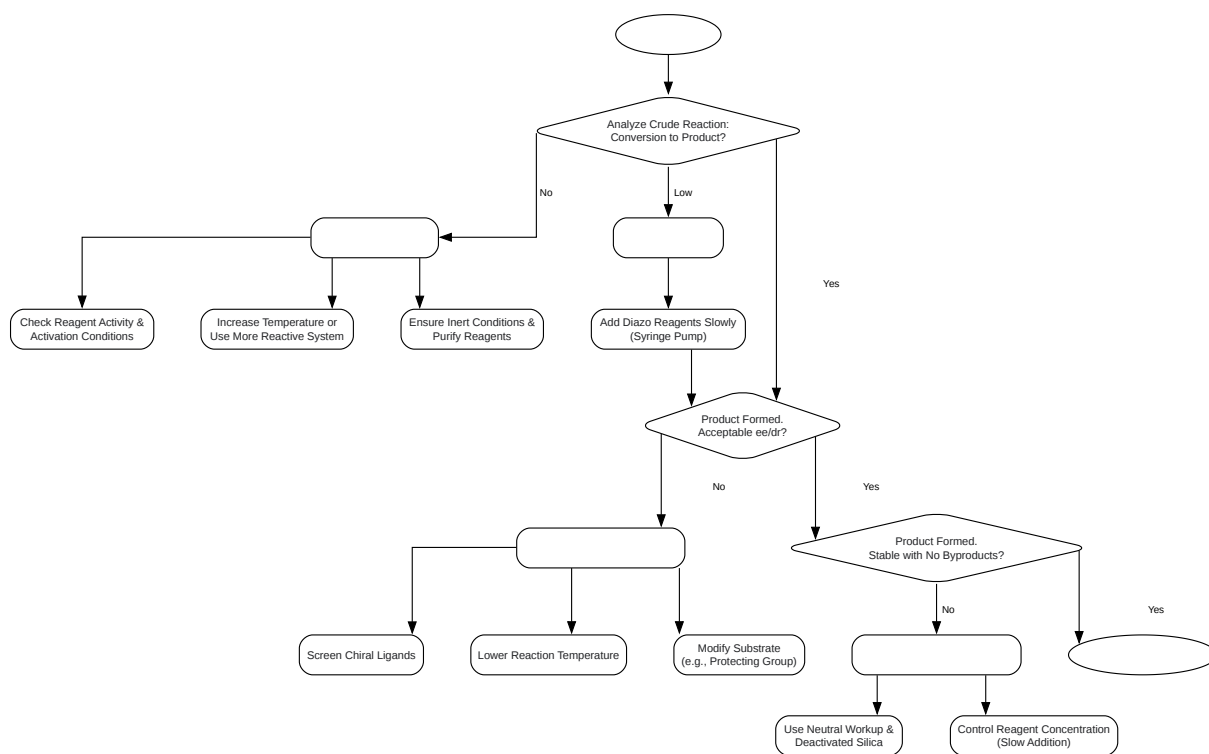 Analyze Crude Reaction:
Conversion to Product?
No
Low
Yes
Check Reagent Activity &
Activation Conditions
Increase Temperature or
Use More Reactive System
Ensure Inert Conditions &
Purify Reagents
Add Diazo Reagents Slowly
(Syringe Pump)
Product Formed.
Acceptable ee/dr?
No
Yes
Product Formed.
Stable with No Byproducts?
No
Yes
Screen Chiral Ligands
Lower Reaction Temperature
Modify Substrate
(e.g., Protecting Group)
Use Neutral Workup &
Deactivated Silica
Control Reagent Concentration
(Slow Addition)